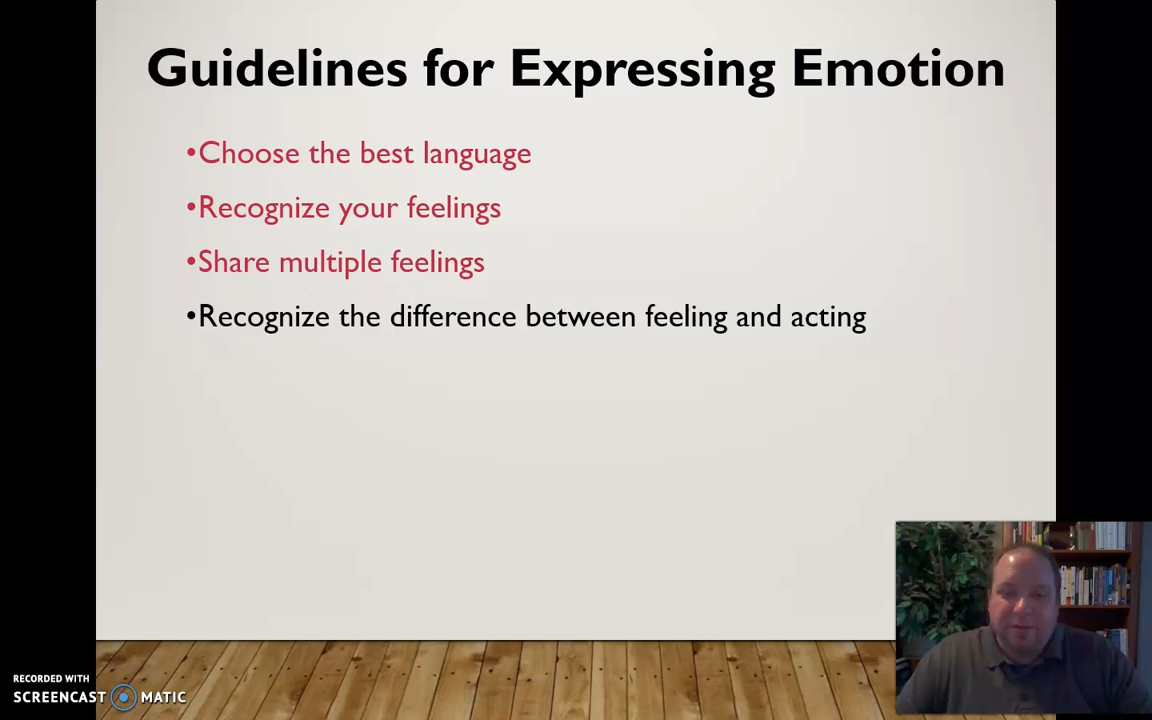 Guidelines for Expressing Emotion
•Choose the best language
•Recognize your feelings
•Share multiple feelings
•Recognize the difference between feeling and acting
RECORDED WITH
SCREENCAST MATIC